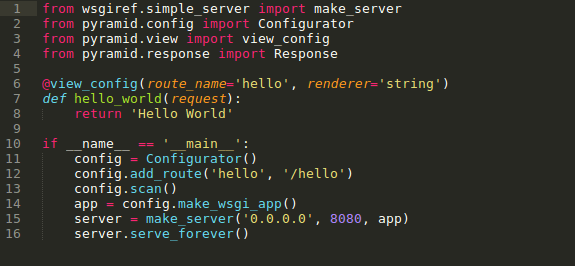 1 from wsgiref.simple_server import make_server
2 from pyramid.config import Configurator
3 from pyramid.view import view_config
4 from pyramid.response import Response
5
6 @view_config(route_name='hello', renderer='string')
7 def hello_world(request):
8     return 'Hello World'
9
10 if __name__ == '__main__':
11     config = Configurator()
12     config.add_route('hello', '/hello')
13     config.scan()
14     app = config.make_wsgi_app()
15     server = make_server('0.0.0.0', 8080, app)
16     server.serve_forever()